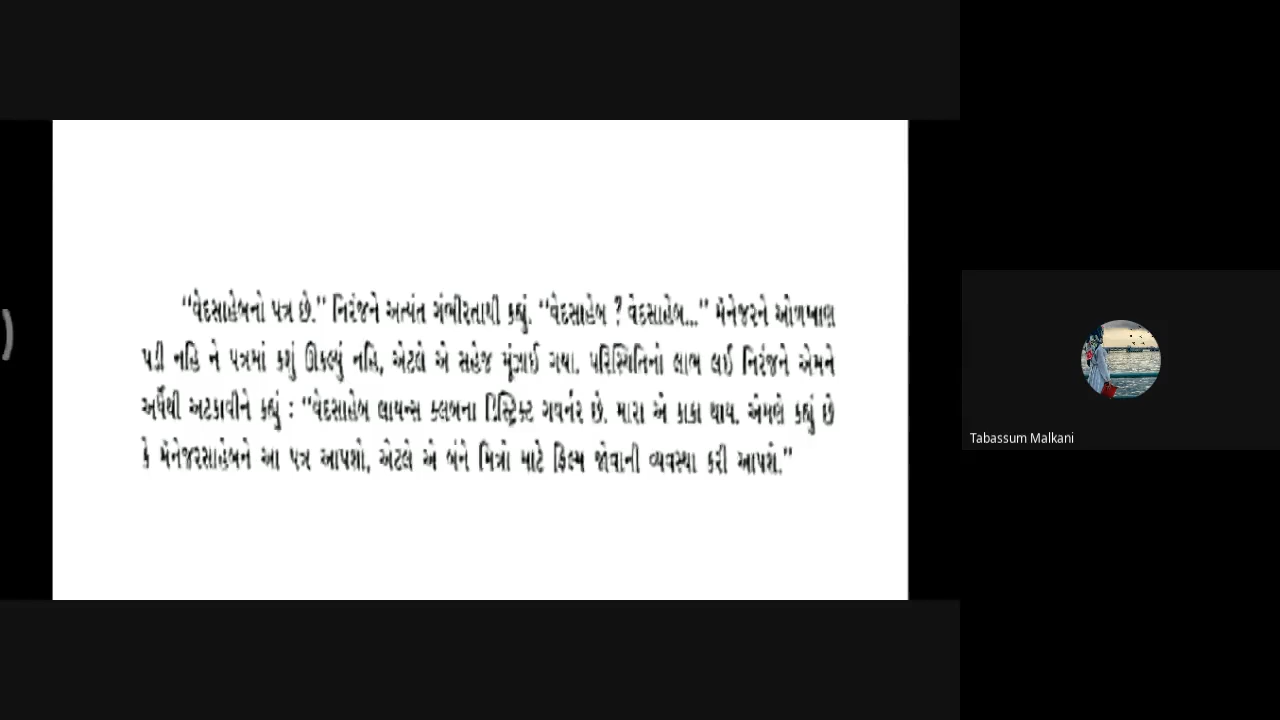 “વેદસાહેબનો પત્ર છે.” નિરંજને અત્યંત ગંભીરતાથી કહ્યું. “વેદસાહેબ ? વેદસાહેબ...” મૅનેજરને ઓળખાણ
પડી નહિ ને પત્રમાં કશું ઊકલ્યું નહિ, એટલે એ સહેજ મૂંઝાઈ ગયા. પરિસ્થિતિનો લાભ લઈ નિરંજને એમને
અર્ધેથી અટકાવીને કહ્યું : “વેદસાહેબ લાયન્સ ક્લબના ડિસ્ટ્રિક્ટ ગવર્નર છે. મારા એ કાકા થાય. એમણે કહ્યું છે
કે મૅનેજરસાહેબને આ પત્ર આપશો, એટલે એ બંને મિત્રો માટે ફિલ્મ જોવાની વ્યવસ્થા કરી આપશે.”
Tabassum Malkani